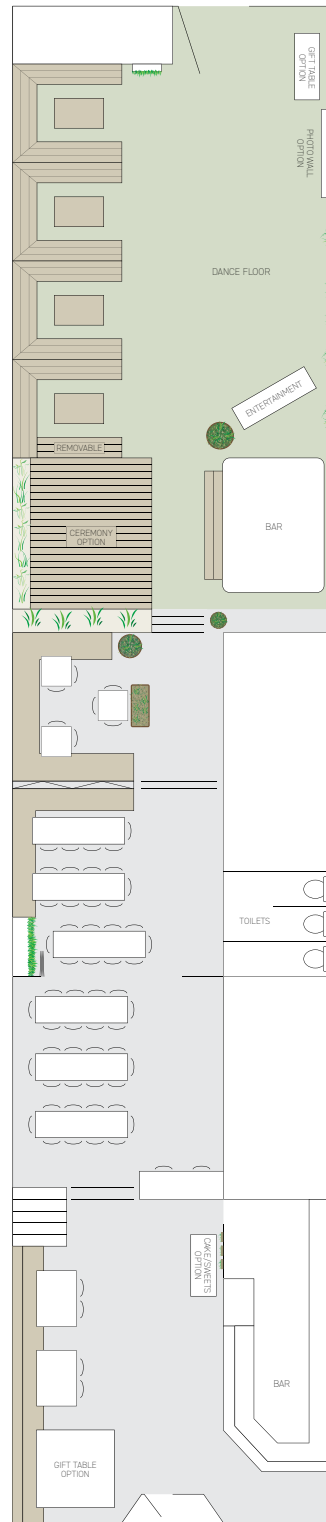 GIFT TABLE
OPTION
PHOTO WALL
OPTION
DANCE FLOOR
ENTERTAINMENT
REMOVABLE
BAR
CEREMONY
OPTION
TOILETS
CAKE/SWEETS
OPTION
BAR
GIFT TABLE
OPTION